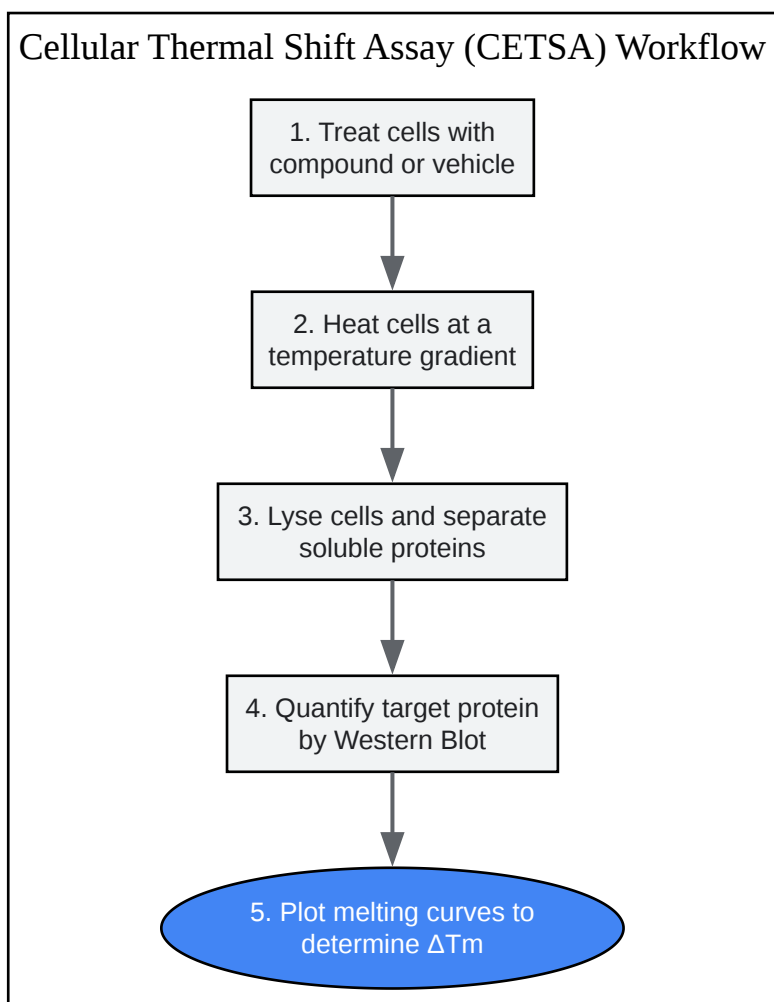 Cellular Thermal Shift Assay (CETSA) Workflow
1. Treat cells with
compound or vehicle
2. Heat cells at a
temperature gradient
3. Lyse cells and separate
soluble proteins
4. Quantify target protein
by Western Blot
5. Plot melting curves to
determine ΔTm